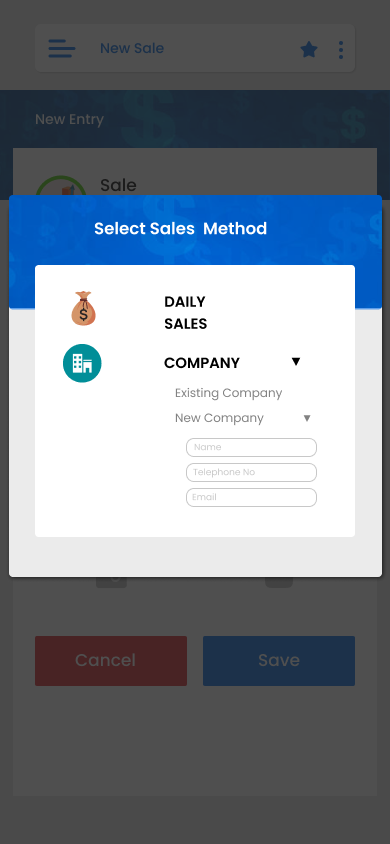 New Sale
New Entry
Sale
Select Sales Method
DAILY
SALES
COMPANY
Existing Company
New Company
Name
Telephone No
Email
Cancel
Save